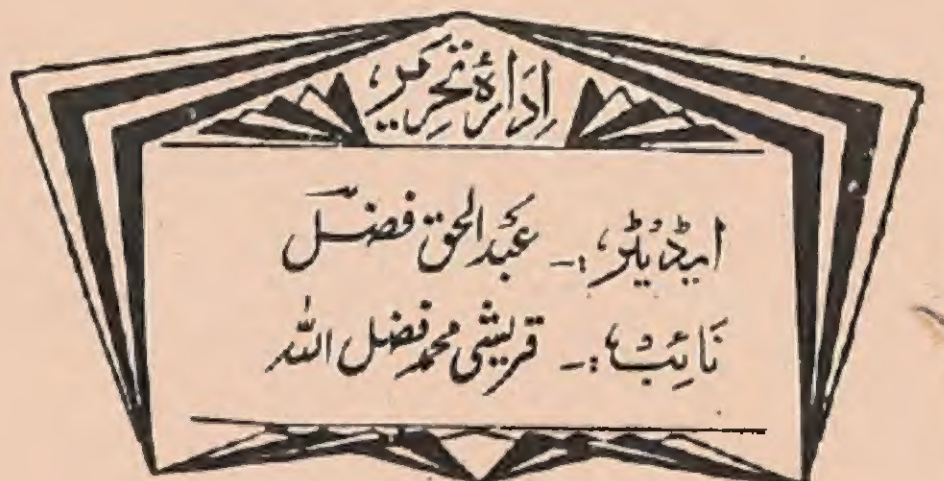 ادارۂ تحریر
ایڈیٹر:۔ عبدالحق فضل
نائب:۔ قریشی محمد فضل اللہ